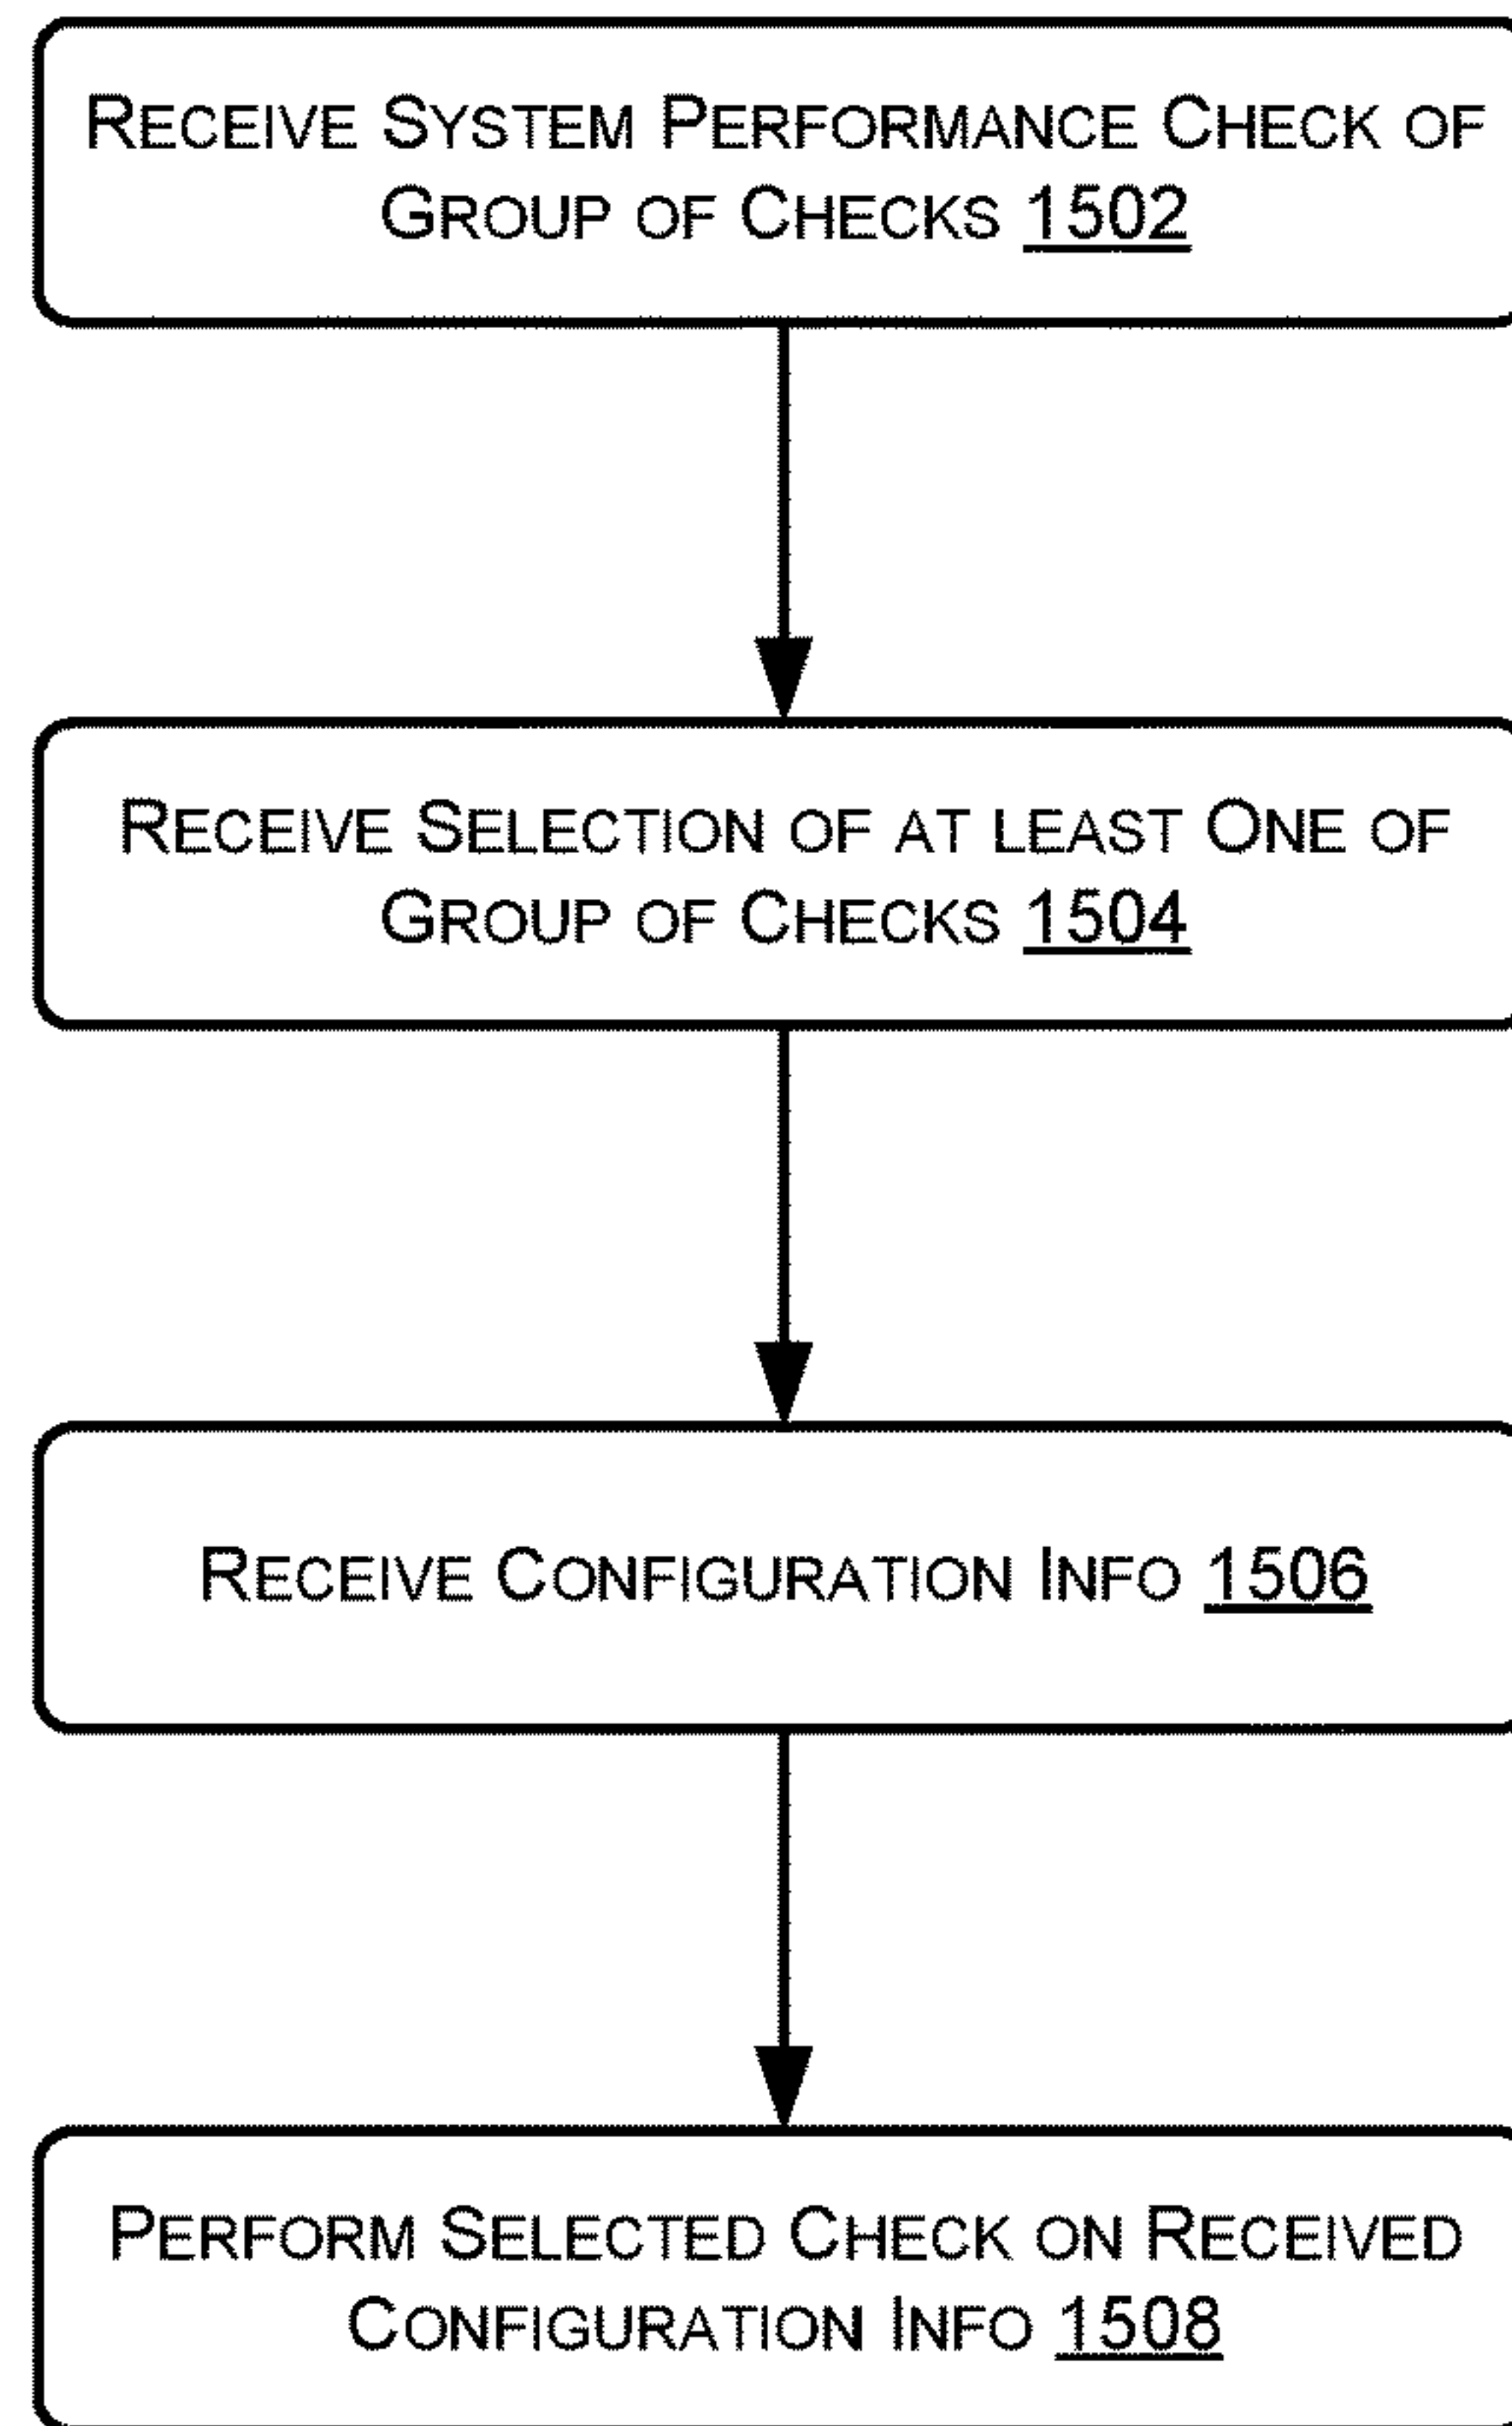 RECEIVE SYSTEM PERFORMANCE CHECK OF
GROUP OF CHECKS 1502
RECEIVE SELECTION OF AT LEAST ONE OF
GROUP OF CHECKS 1504
RECEIVE CONFIGURATION INFO 1506
PERFORM SELECTED CHECK ON RECEIVED
CONFIGURATION INFO 1508